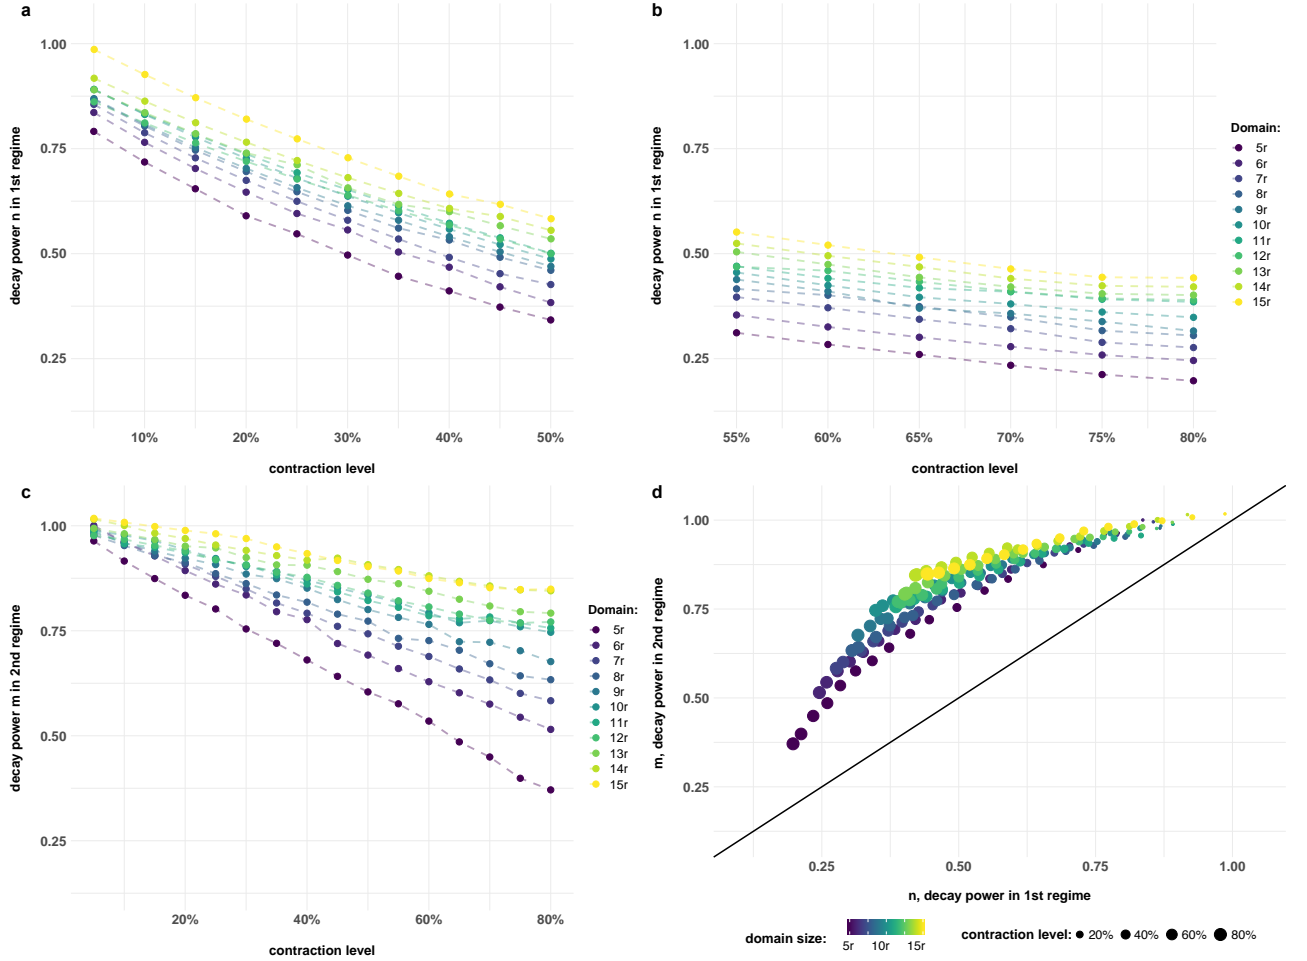 a
1.00
0.75
0.50
0.25
decay power n in 1st regime
10%
20%
30%
40%
50%
contraction level
b
1.00
0.75
0.50
0.25
decay power n in 1st regime
55%
60%
65%
70%
75%
80%
contraction level
Domain:
5r
6r
7r
8r
9r
10r
11r
12r
13r
14r
15r
c
1.00
0.75
0.50
0.25
decay power m in 2nd regime
20%
40%
60%
80%
contraction level
Domain:
5r
6r
7r
8r
9r
10r
11r
12r
13r
14r
15r
d
1.00
0.75
0.50
0.25
m, decay power in 2nd regime
0.25
0.50
0.75
1.00
n, decay power in 1st regime
domain size:
5r 10r 15r
contraction level: 20% 40% 60% 80%